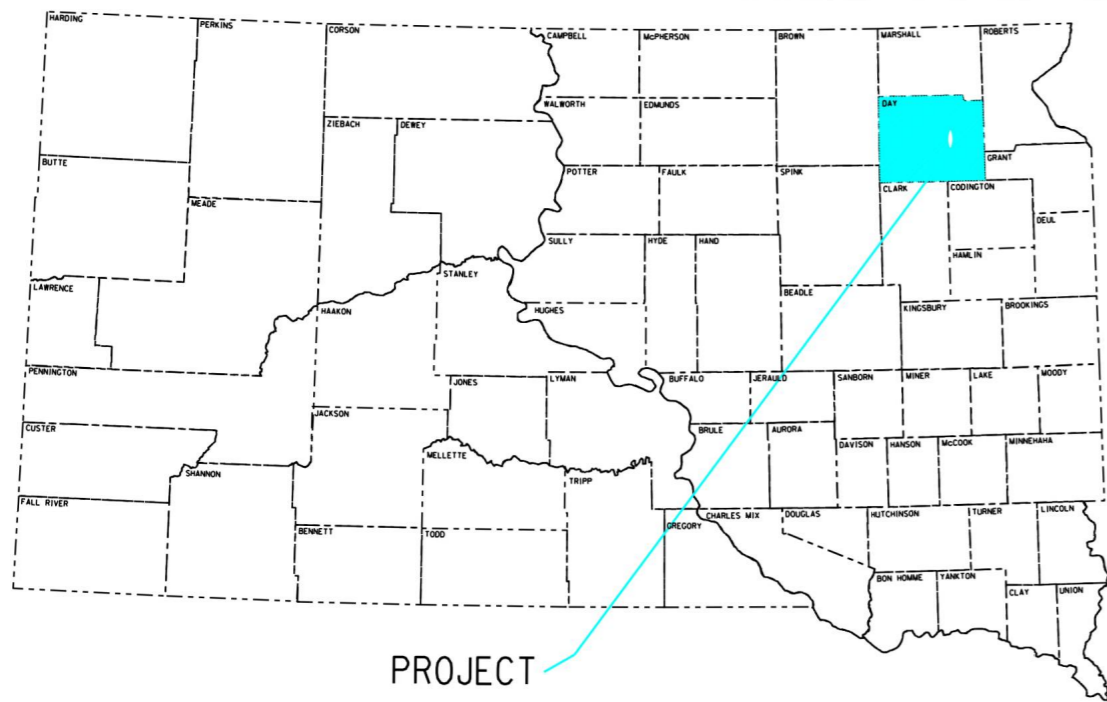 HARDING
PERKINS
CORSON
CAMPBELL
McPHERSON
BROWN
MARSHALL
ROBERTS
WALWORTH
EDMUNDS
DAY
ZIEBACH
DEWEY
BUTTE
MEADE
POTTER
FAULK
SPINK
GRANT
CLARK
CODINGTON
DEUL
SULLY
HYDE
HAND
HAMLIN
STANLEY
LAWRENCE
HAAKON
HUGHES
BEADLE
KINGSBURY
BROOKINGS
PENNINGTON
JONES
LYMAN
BUFFALO
JERAULD
SANBORN
MINER
LAKE
MOODY
JACKSON
CUSTER
BRULE
AURORA
DAVISON
HANSON
McCOOK
MINNEHAHA
SHANNON
MELLETTE
TRIPP
FALL RIVER
BENNETT
TODD
GREGORY
CHARLES MIX
DOUGLAS
HUTCHINSON
TURNER
LINCOLN
BON HOMME
YANKTON
CLAY
UNION
PROJECT